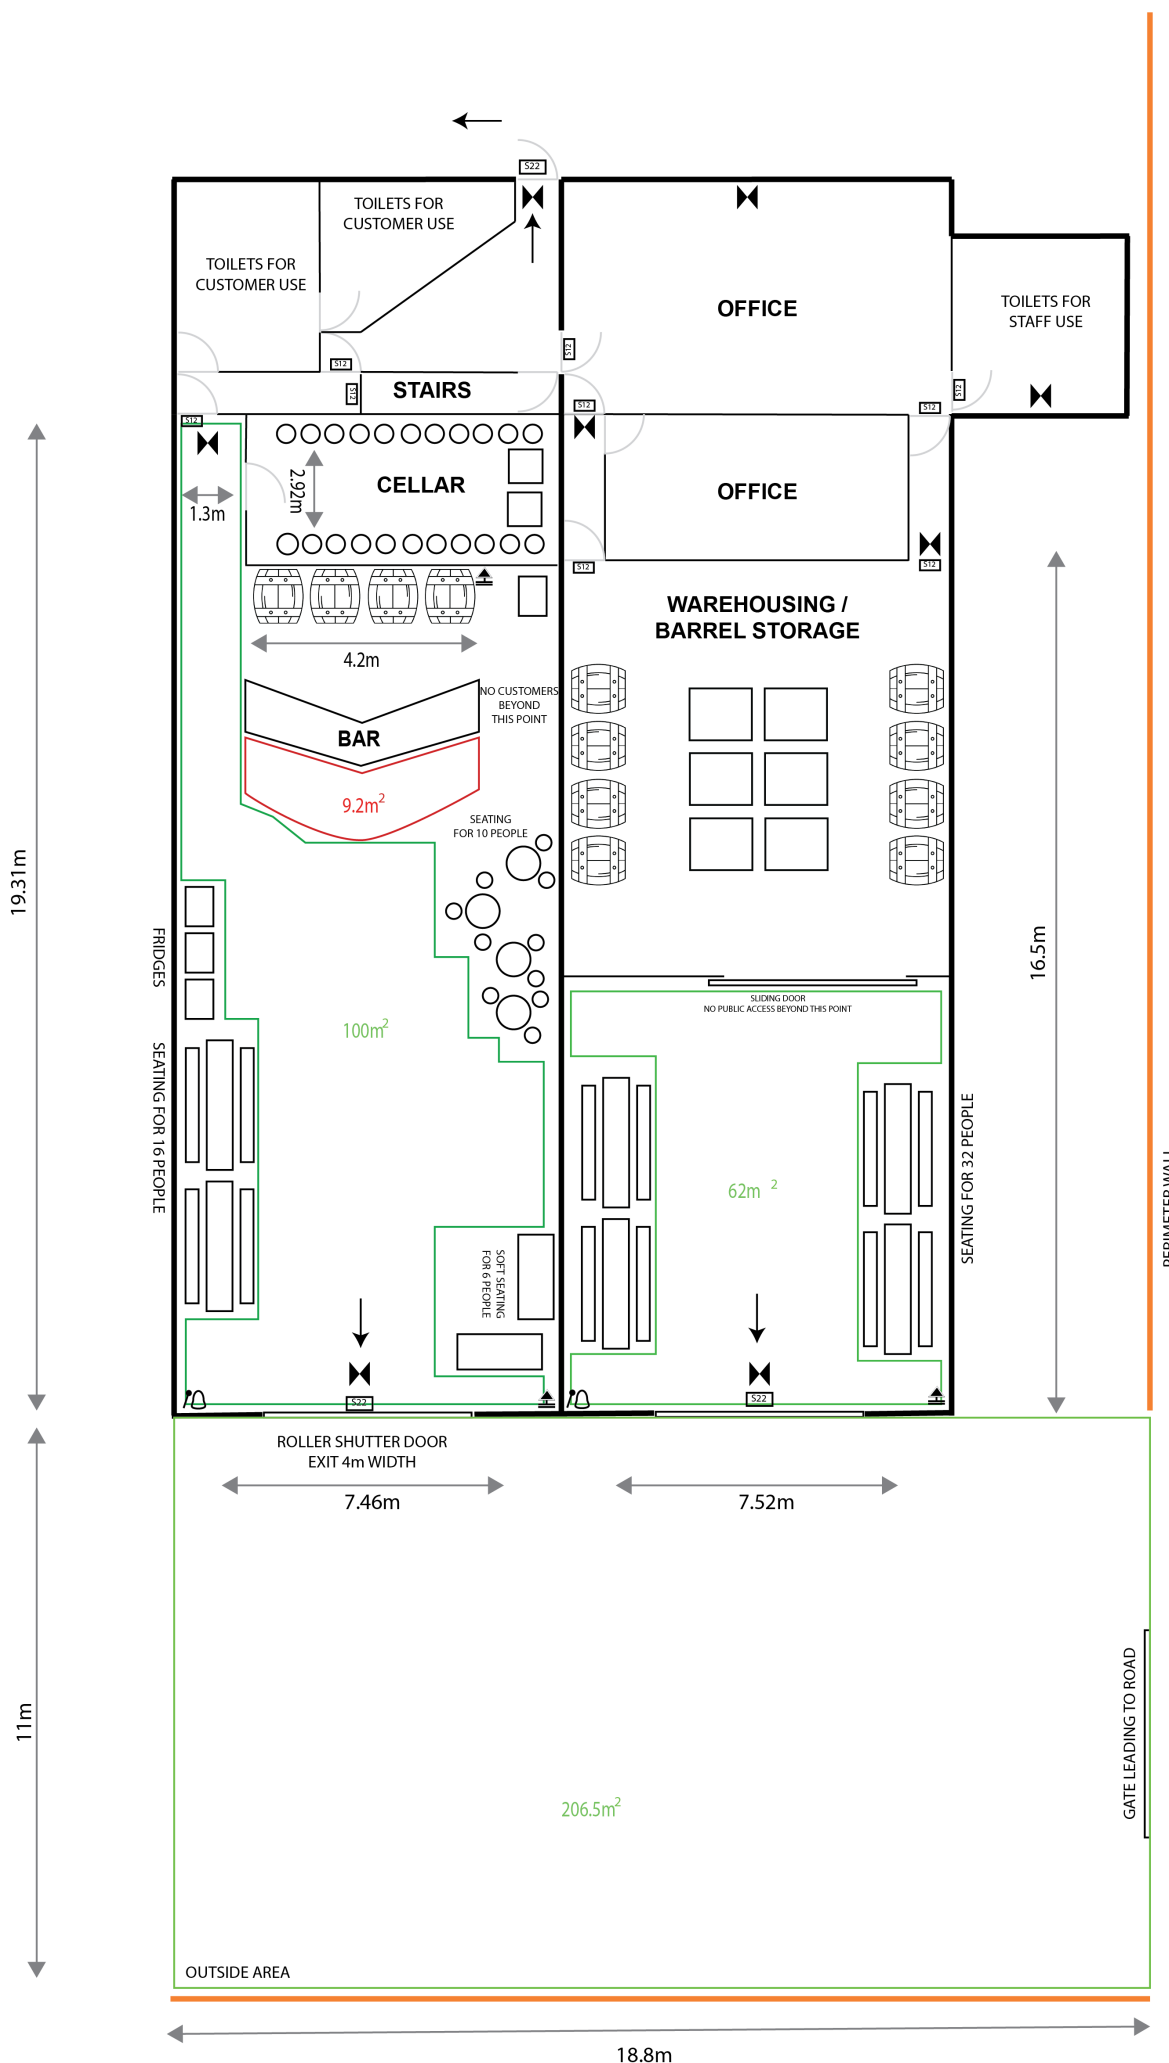 S22
TOILETS FOR
CUSTOMER USE
TOILETS FOR
CUSTOMER USE
OFFICE
TOILETS FOR
STAFF USE
S12
S12
S12
STAIRS
S12
S12
S12
S12
CELLAR
2.92m
1.3m
OFFICE
S12
S12
4.2m
WAREHOUSING /
BARREL STORAGE
NO CUSTOMERS
BEYOND
THIS POINT
BAR
9.2m2
SEATING
FOR 10 PEOPLE
19.31m
FRIDGES
16.5m
SLIDING DOOR
NO PUBLIC ACCESS BEYOND THIS POINT
100m2
SEATING FOR 16 PEOPLE
62m 2
SEATING FOR 32 PEOPLE
PERIMETER WALL
SOFT SEATING
FOR 6 PEOPLE
S22
S22
ROLLER SHUTTER DOOR
EXIT 4m WIDTH
7.46m
7.52m
11m
GATE LEADING TO ROAD
206.5m2
OUTSIDE AREA
18.8m